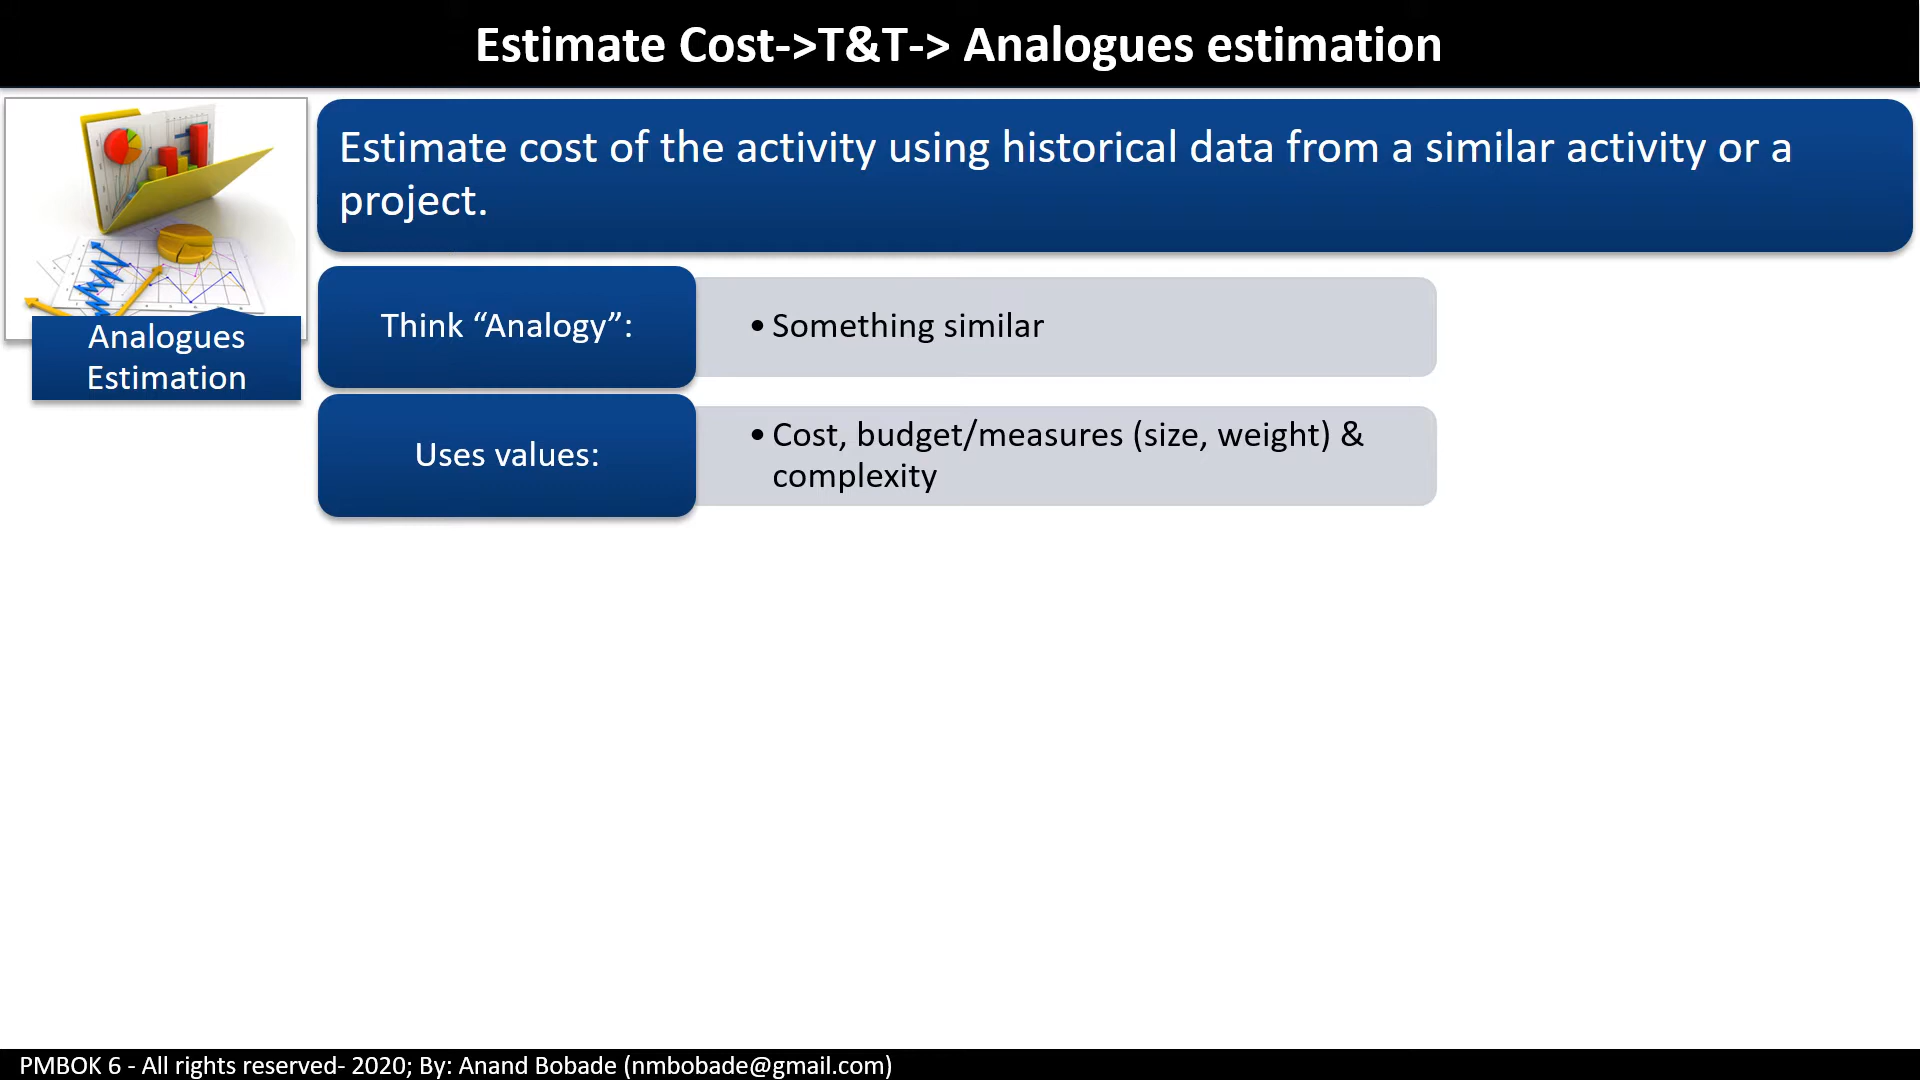 Estimate Cost->T&T-> Analogues estimation
Estimate cost of the activity using historical data from a similar activity or a
project.
Analogues
Estimation
Think “Analogy”:
• Something similar
Uses values:
• Cost, budget/measures (size, weight) &
complexity
PMBOK 6 - All rights reserved- 2020; By: Anand Bobade (nmbobade@gmail.com)